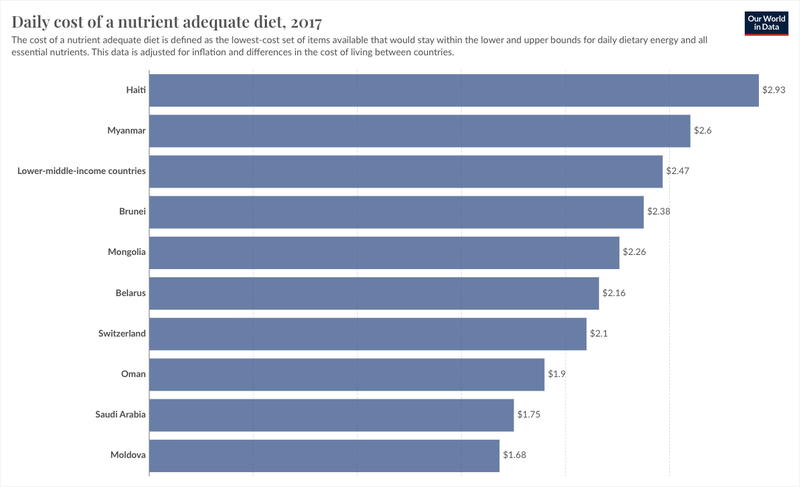 Daily cost of a nutrient adequate diet, 2017
Our World
in Data
The cost of a nutrient adequate diet is defined as the lowest-cost set of items available that would stay within the lower and upper bounds for daily dietary energy and all
essential nutrients. This data is adjusted for inflation and differences in the cost of living between countries.
Haiti $2.93
Myanmar $2.6
Lower-middle-income countries $2.47
Brunei $2.38
Mongolia $2.26
Belarus $2.16
Switzerland $2.1
Oman $1.9
Saudi Arabia $1.75
Moldova $1.68